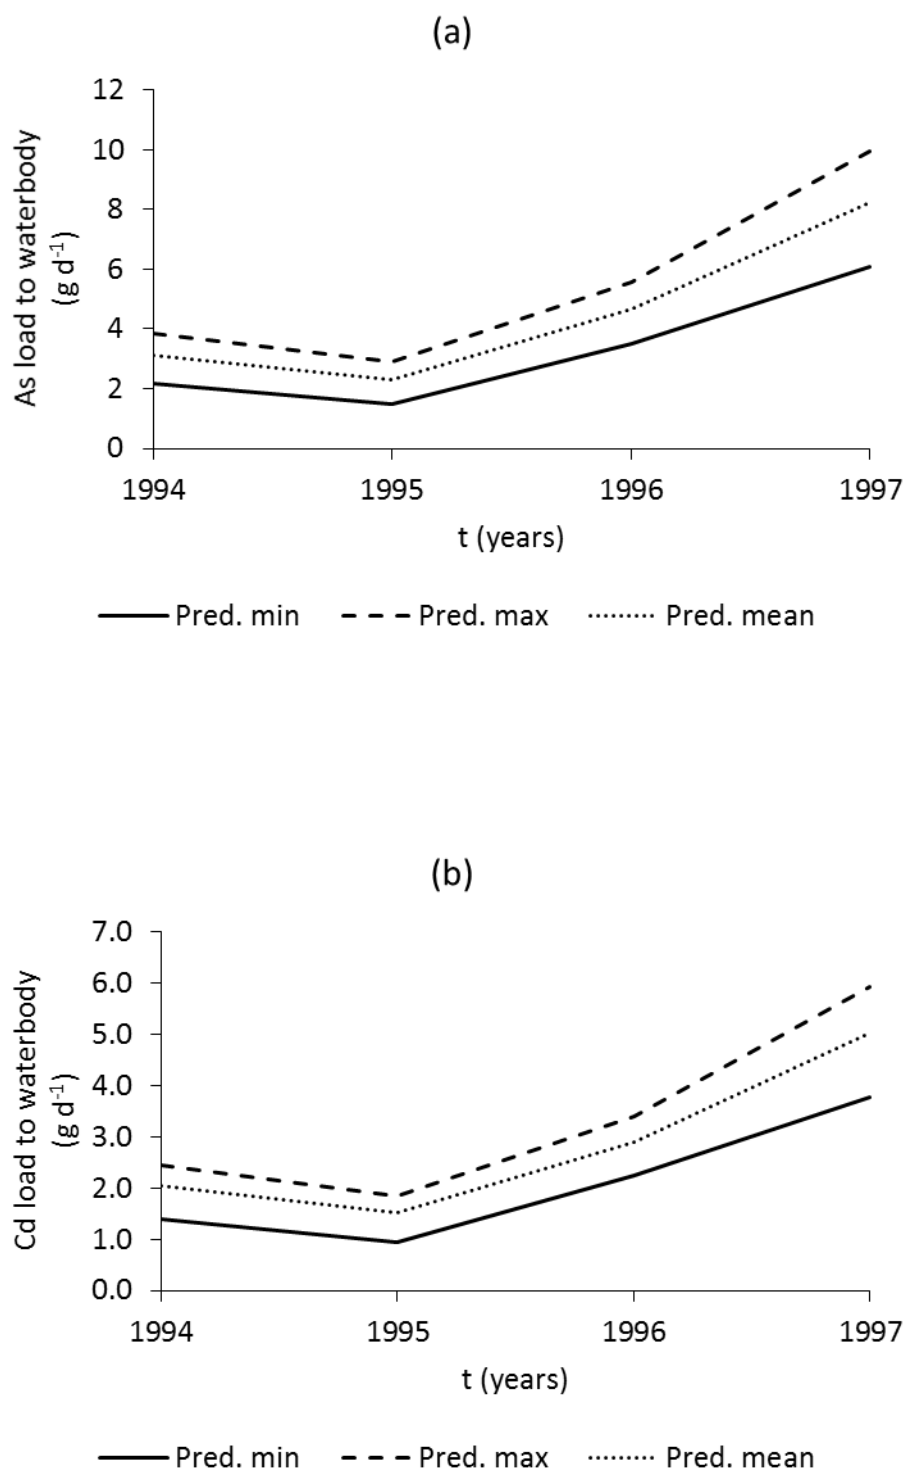 (a)
12
10
8
6
4
2
0
As load to waterbody
(g d⁻¹)
1994 1995 1996 1997
t (years)
Pred. min Pred. max Pred. mean
(b)
7.0
6.0
5.0
4.0
3.0
2.0
1.0
0.0
Cd load to waterbody
(g d⁻¹)
1994 1995 1996 1997
t (years)
Pred. min Pred. max Pred. mean